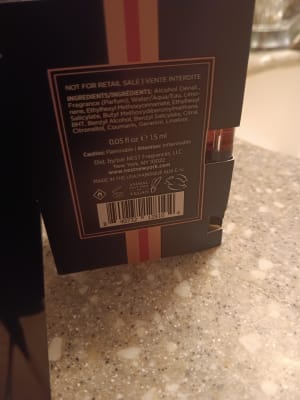 NOT FOR RETAIL SALE | VENTE INTERDITE
INGREDIENTS/INGRÉDIENTS: Alcohol Denat.,
Fragrance (Parfum), Water/Aqua/Eau, Limo-
nene, Ethylhexyl Methoxycinnamate, Ethylhexyl
Salicylate, Butyl Methoxydibenzoylmethane,
BHT, Benzyl Alcohol, Benzyl Salicylate, Citral,
Citronellol, Coumarin, Geraniol, Linalool.
0.05 fl oz ℮ 1.5 ml
Caution: Flammable | Attention: Inflammable
Dist. by/par NEST Fragrances, LLC.
New York, NY 10022
www.nestnewyork.com
MADE IN THE USA/FABRIQUÉ AUX É.-U.
VEGAN